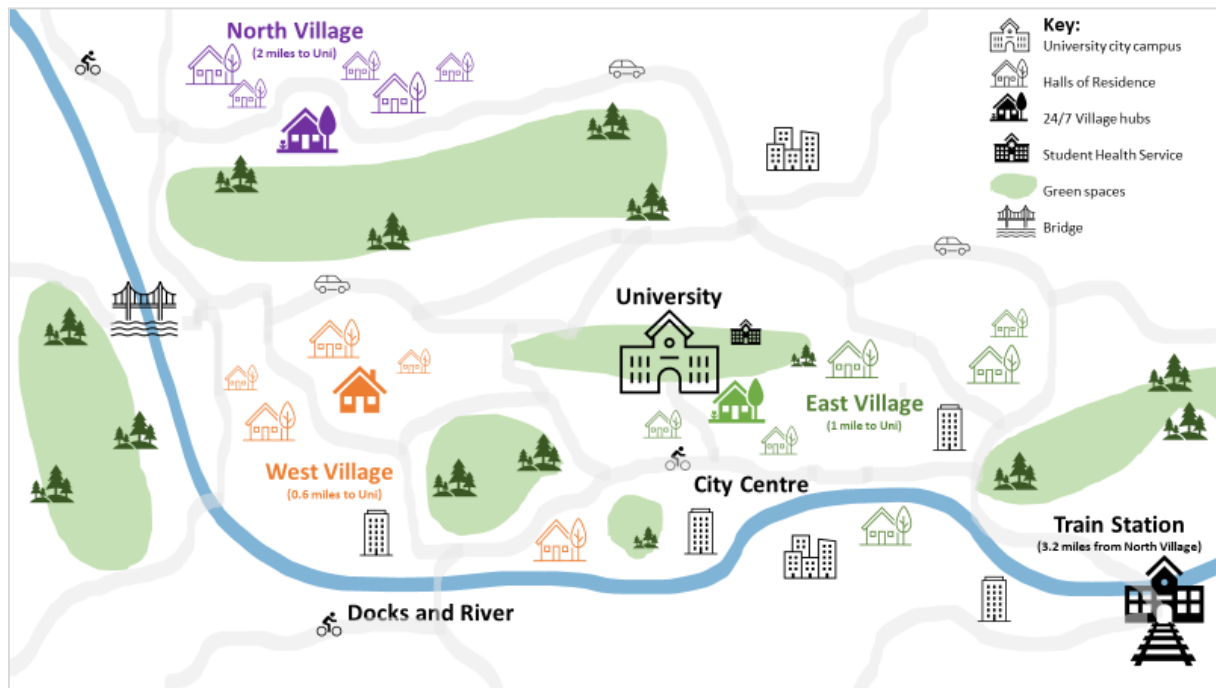 North Village
(2 miles to Uni)
Key:
University city campus
Halls of Residence
24/7 Village hubs
Student Health Service
Green spaces
Bridge
University
East Village
(1 mile to Uni)
West Village
(0.6 miles to Uni)
City Centre
Train Station
(3.2 miles from North Village)
Docks and River